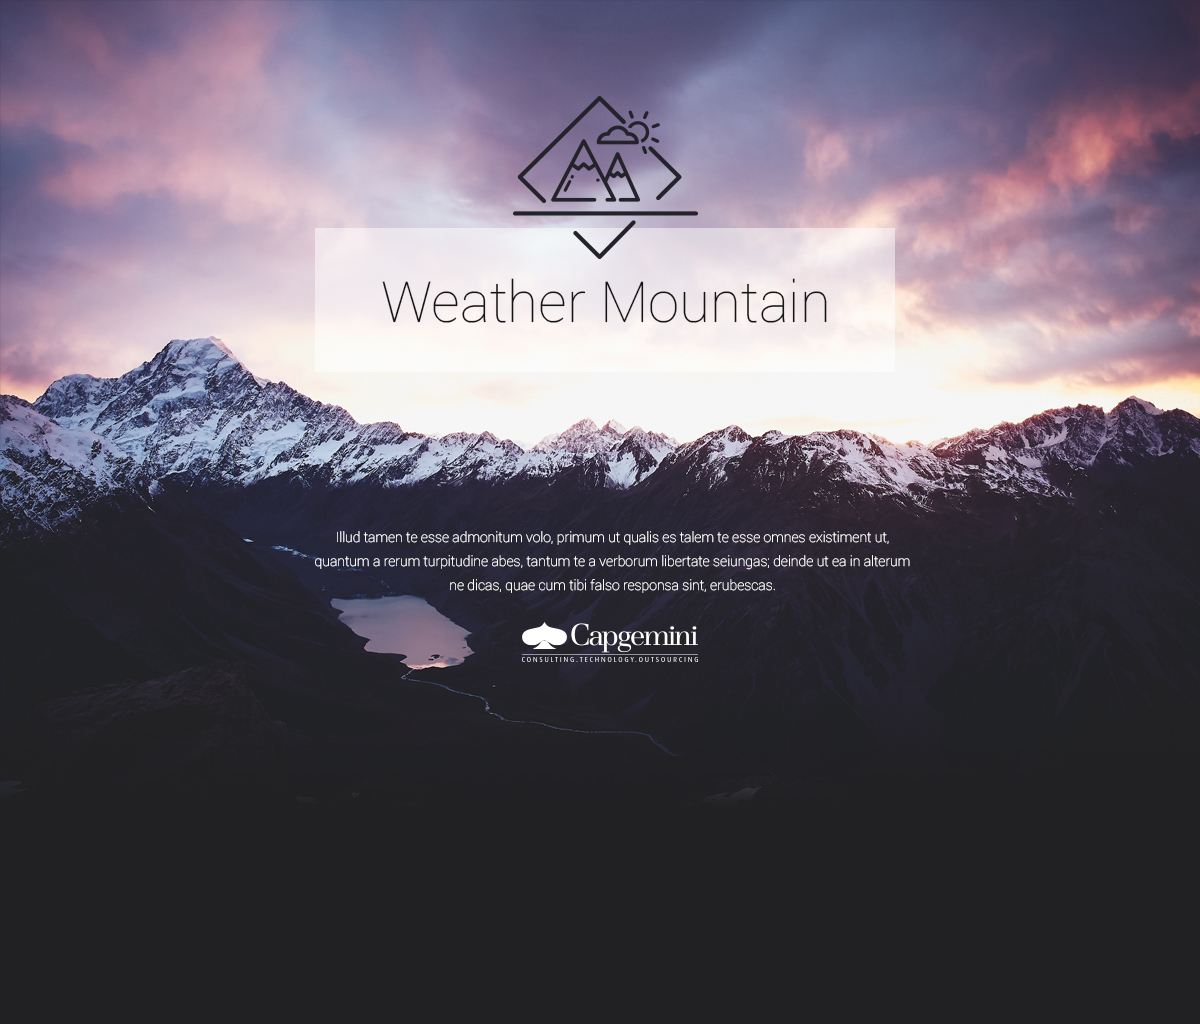 Weather Mountain
Illud tamen te esse admonitum volo, primum ut qualis es talem te esse omnes existiment ut,
quantum a rerum turpitudine abes, tantum te a verborum libertate seiungas; deinde ut ea in alterum
ne dicas, quae cum tibi falso responsa sint, erubescas.
Capgemini
CONSULTING.TECHNOLOGY.OUTSOURCING